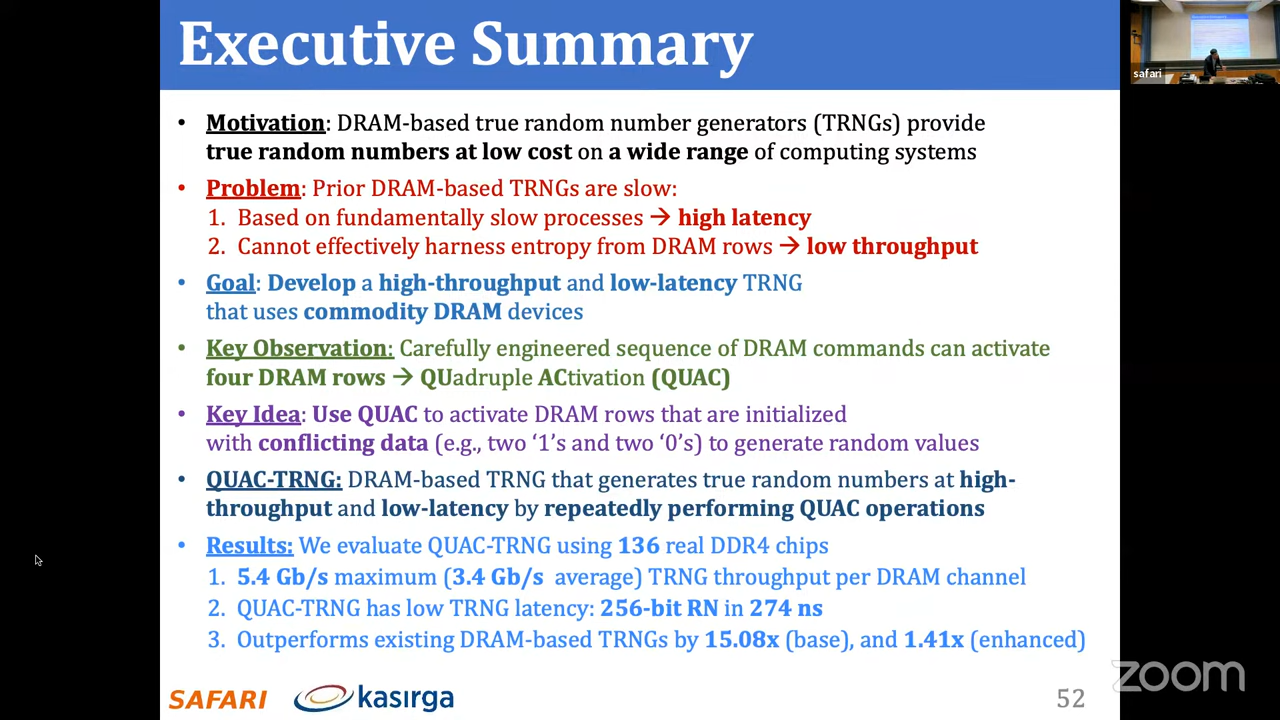 Executive Summary
safari
• Motivation: DRAM-based true random number generators (TRNGs) provide
true random numbers at low cost on a wide range of computing systems
• Problem: Prior DRAM-based TRNGs are slow:
1. Based on fundamentally slow processes → high latency
2. Cannot effectively harness entropy from DRAM rows → low throughput
• Goal: Develop a high-throughput and low-latency TRNG
that uses commodity DRAM devices
• Key Observation: Carefully engineered sequence of DRAM commands can activate
four DRAM rows → QUadruple ACtivation (QUAC)
• Key Idea: Use QUAC to activate DRAM rows that are initialized
with conflicting data (e.g., two ‘1’s and two ‘0’s) to generate random values
• QUAC-TRNG: DRAM-based TRNG that generates true random numbers at high-
throughput and low-latency by repeatedly performing QUAC operations
• Results: We evaluate QUAC-TRNG using 136 real DDR4 chips
1. 5.4 Gb/s maximum (3.4 Gb/s average) TRNG throughput per DRAM channel
2. QUAC-TRNG has low TRNG latency: 256-bit RN in 274 ns
3. Outperforms existing DRAM-based TRNGs by 15.08x (base), and 1.41x (enhanced)
SAFARI
kasırga
52
zoom